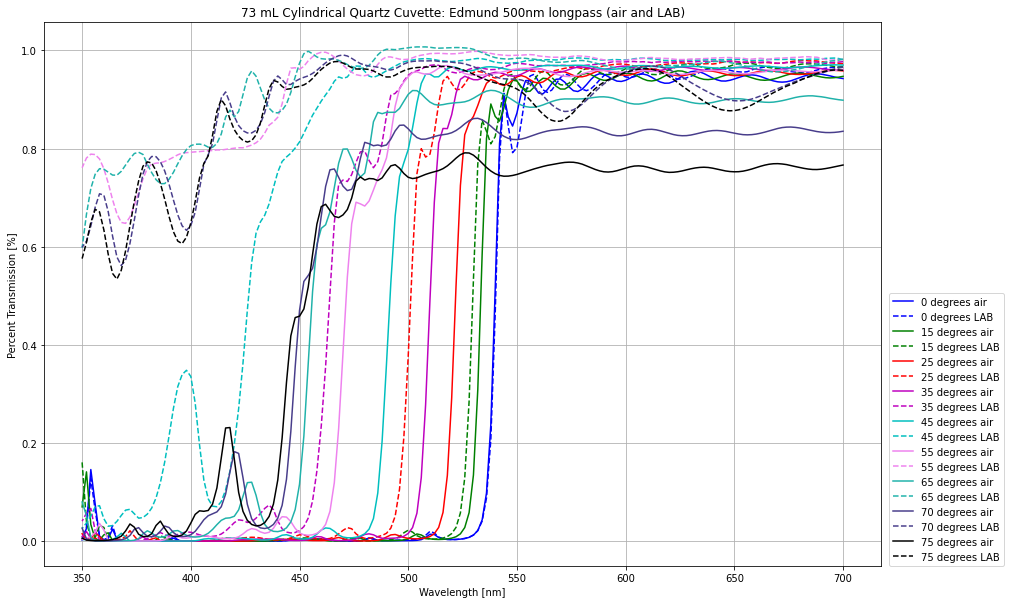 73 mL Cylindrical Quartz Cuvette: Edmund 500nm longpass (air and LAB)
Percent Transmission [%]
1.0
0.8
0.6
0.4
0.2
0.0
350 400 450 500 550 600 650 700
Wavelength [nm]
0 degrees air
0 degrees LAB
15 degrees air
15 degrees LAB
25 degrees air
25 degrees LAB
35 degrees air
35 degrees LAB
45 degrees air
45 degrees LAB
55 degrees air
55 degrees LAB
65 degrees air
65 degrees LAB
70 degrees air
70 degrees LAB
75 degrees air
75 degrees LAB